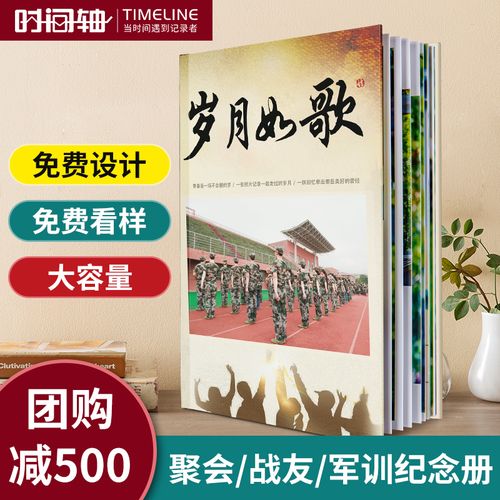 时间轴 TIMELINE
当时间遇到记录者
岁月如歌
免费设计
免费看样
大容量
团购
减500
聚会/战友/军训纪念册